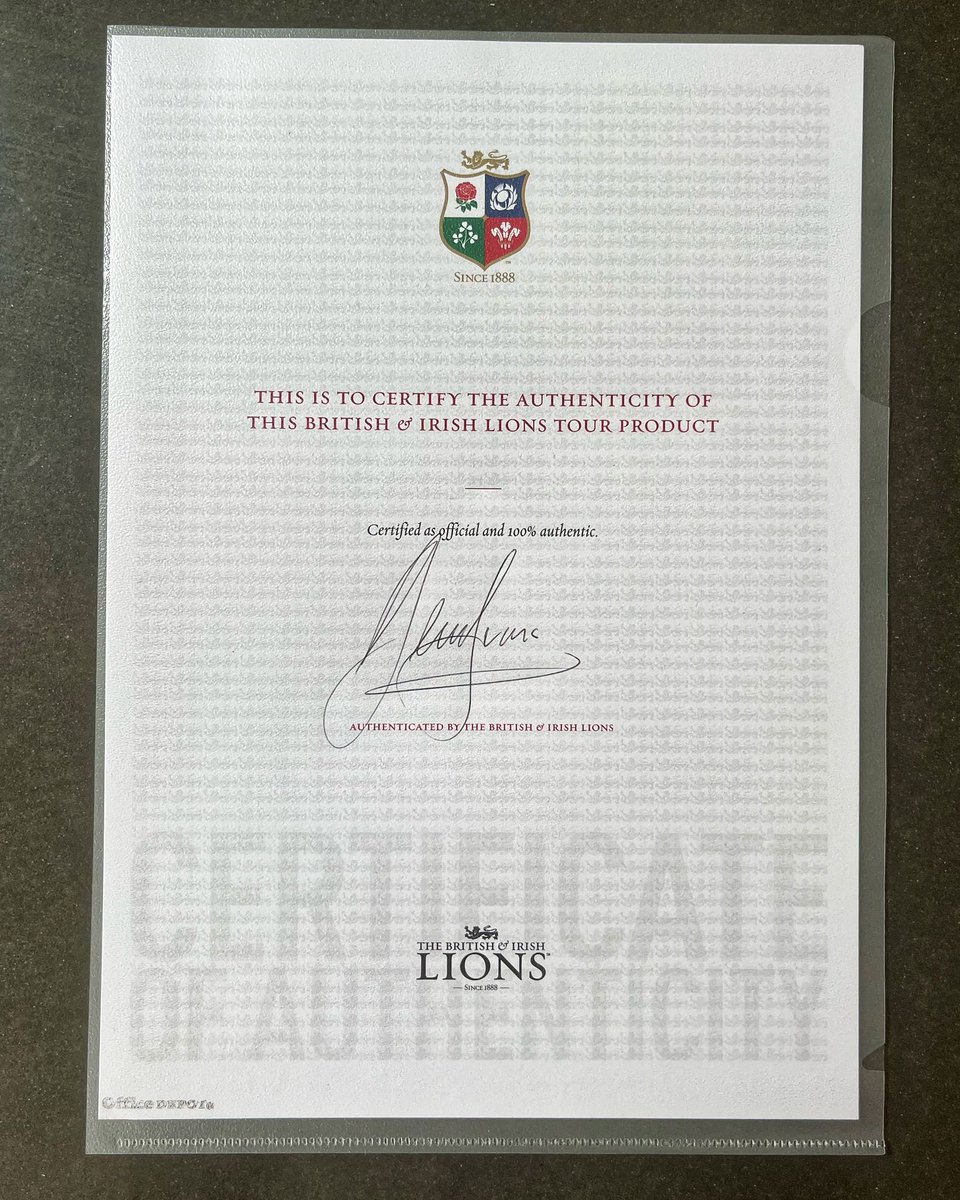 SINCE 1888
THIS IS TO CERTIFY THE AUTHENTICITY OF
THIS BRITISH & IRISH LIONS TOUR PRODUCT
Certified as official and 100% authentic.
AUTHENTICATED BY THE BRITISH & IRISH LIONS
CERTIFICATE
OF AUTHENTICITY
THE BRITISH & IRISH
LIONS™
— SINCE 1888 —
Office DEPOT